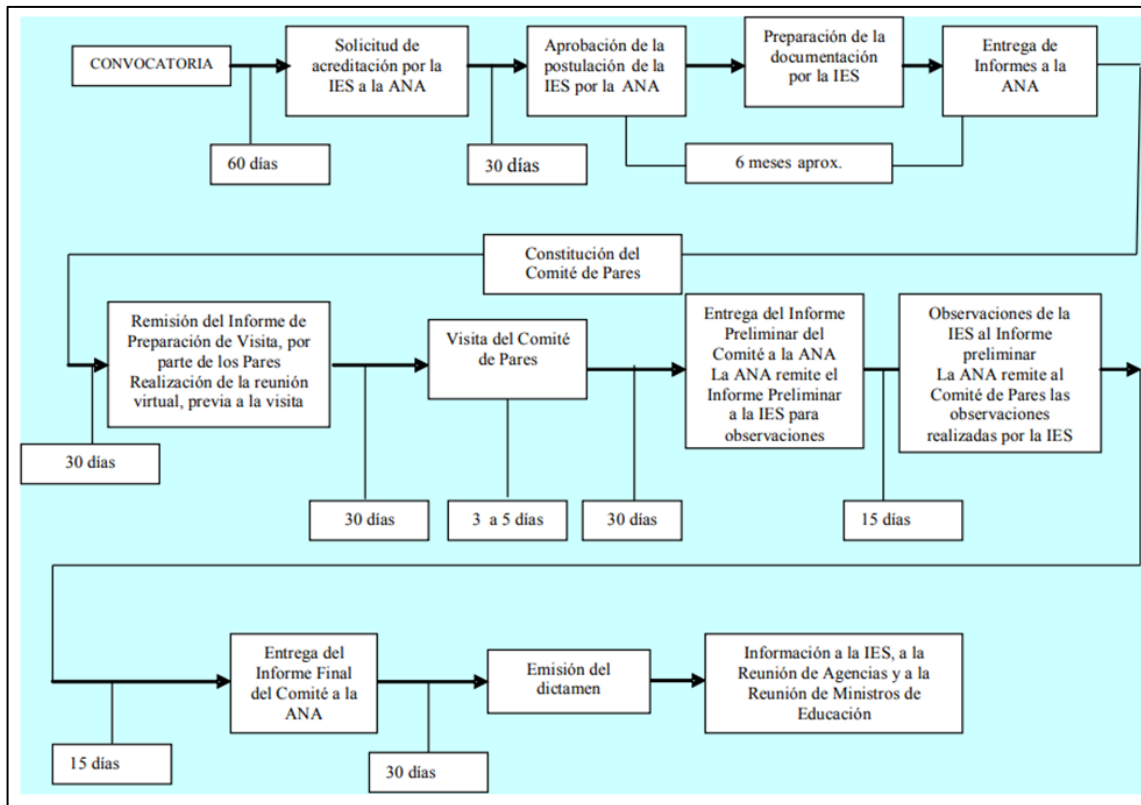 CONVOCATORIA
Solicitud de
acreditación por la
IES a la ANA
Aprobación de la
postulación de la
IES por la  ANA
Preparación de la
documentación
por la IES
Entrega de
Informes a la
ANA
60 días
30 días
6 meses aprox.
Constitución del
Comité de Pares
Remisión del Informe de
Preparación de Visita, por
parte de los Pares
Realización de la reunión
virtual, previa a la visita
Visita del Comité
de Pares
Entrega del Informe
Preliminar del
Comité a la ANA
La ANA remite el
Informe Preliminar
a la IES para
observaciones
Observaciones de la
IES al Informe
preliminar
La ANA remite al
Comité de Pares las
observaciones
realizadas por la IES
30 días
30 días
3  a 5 días
30 días
15 días
Entrega del
Informe Final
del Comité a la
ANA
Emisión del
dictamen
Información a la IES, a la
Reunión de Agencias y a la
Reunión de Ministros de
Educación
15 días
30 días